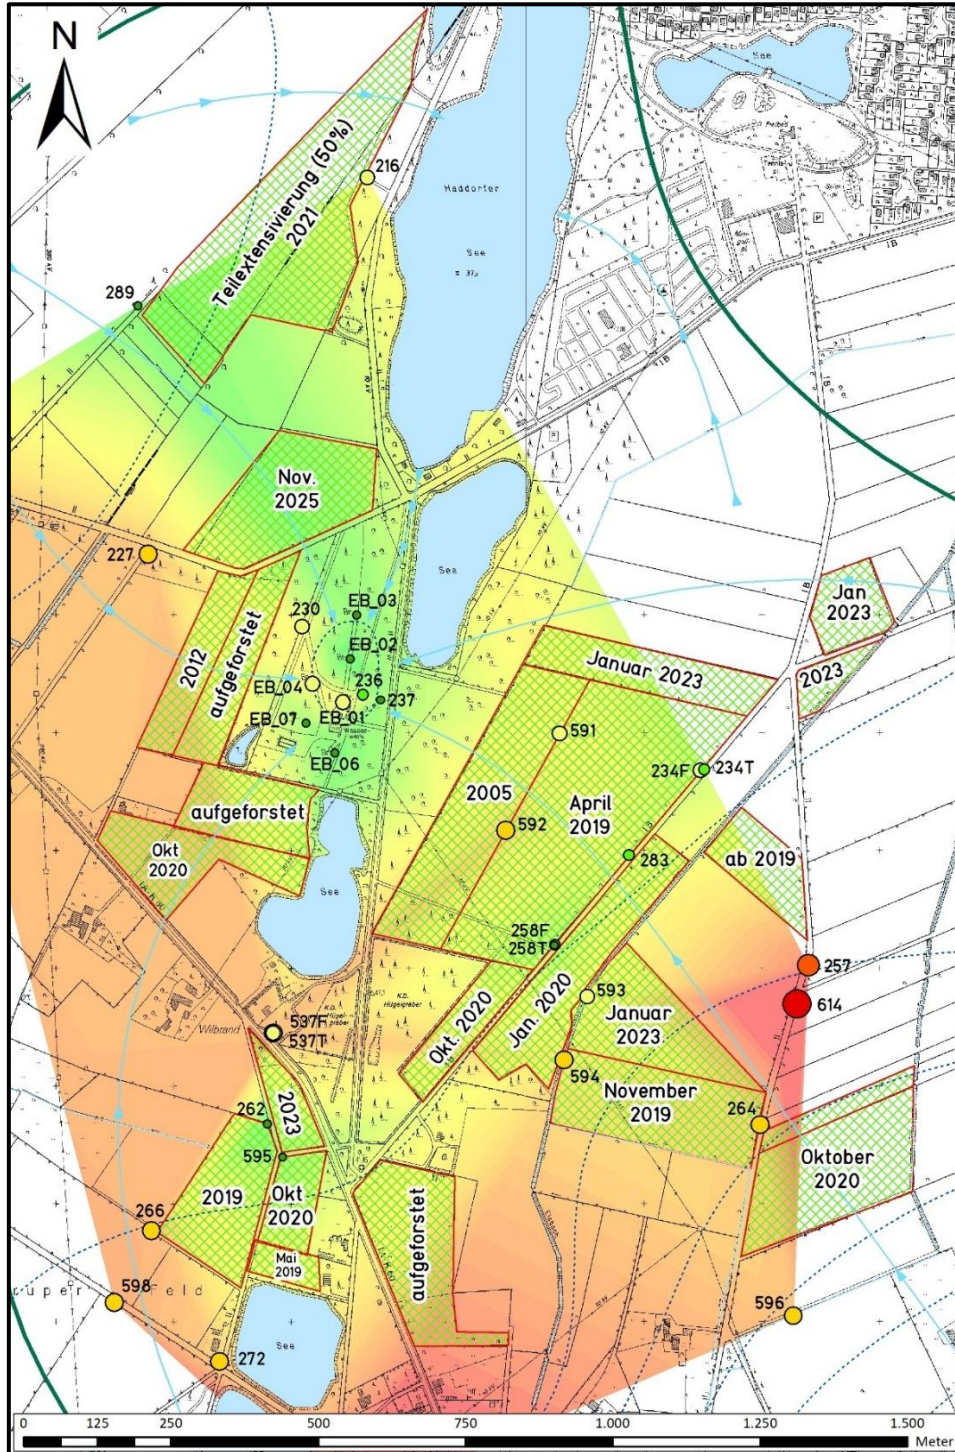 N
See
216
Haddorter
See
Teilextensivierung (50%)
2021
289
Nov.
2025
227
See
EB_03
230
EB_02
Jan
2023
2012
aufgeforstet
EB_04
236
237
Januar 2023
2023
EB_07
EB_01
591
EB_06
234F
234T
2005
April
2019
592
aufgeforstet
Okt
2020
283
ab 2019
See
258F
258T
257
593
614
Okt. 2020
Jan. 2020
Januar
2023
Wilbrand
537F
537T
594
November
2019
264
262
2023
595
Oktober
2020
2019
Okt
2020
266
Mai
2019
aufgeforstet
598
Feld
596
See
272
0
125
250
500
750
1.000
1.250
1.500
Meter